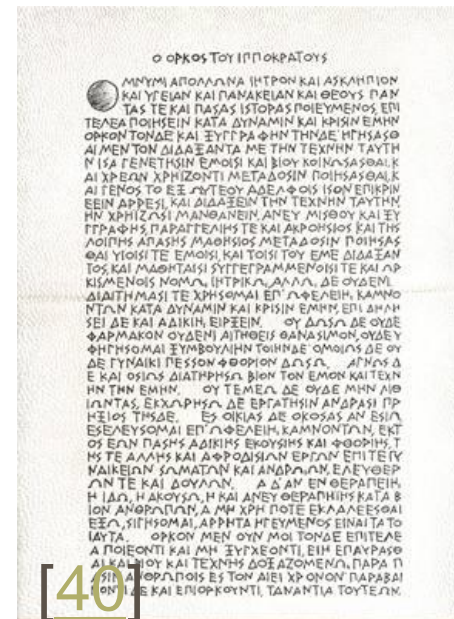 Ο ΟΡΚΟΣ ΤΟΥ ΙΠΠΟΚΡΑΤΟΥΣ
ΟΜΝΥΜΙ ΑΠΟΛΛΩΝΑ ΙΗΤΡΟΝ ΚΑΙ ΑΣΚΛΗΠΙΟΝ
ΚΑΙ ΥΓΕΙΑΝ ΚΑΙ ΠΑΝΑΚΕΙΑΝ ΚΑΙ ΘΕΟΥΣ ΠΑΝ
ΤΑΣ ΤΕ ΚΑΙ ΠΑΣΑΣ ΙΣΤΟΡΑΣ ΠΟΙΕΥΜΕΝΟΣ, ΕΠΙ
ΤΕΛΕΑ ΠΟΙΗΣΕΙΝ ΚΑΤΑ ΔΥΝΑΜΙΝ ΚΑΙ ΚΡΙΣΙΝ ΕΜΗΝ
ΟΡΚΟΝ ΤΟΝΔΕ ΚΑΙ ΞΥΓΓΡΑΦΗΝ ΤΗΝΔΕ· ΗΓΗΣΑΣΘ
ΑΙ ΜΕΝ ΤΟΝ ΔΙΔΑΞΑΝΤΑ ΜΕ ΤΗΝ ΤΕΧΝΗΝ ΤΑΥΤΗ
Ν ΙΣΑ ΓΕΝΕΤΗΣΙΝ ΕΜΟΙΣΙ ΚΑΙ ΒΙΟΥ ΚΟΙΝΩΣΑΣΘΑΙ, Κ
ΑΙ ΧΡΕΩΝ ΧΡΗΙΖΟΝΤΙ ΜΕΤΑΔΟΣΙΝ ΠΟΙΗΣΑΣΘΑΙ, Κ
ΑΙ ΓΕΝΟΣ ΤΟ ΕΞ ΩΥΤΕΟΥ ΑΔΕΛΦΟΙΣ ΙΣΟΝ ΕΠΙΚΡΙΝ
ΕΕΙΝ ΑΡΡΕΣΙ, ΚΑΙ ΔΙΔΑΞΕΙΝ ΤΗΝ ΤΕΧΝΗΝ ΤΑΥΤΗΝ,
ΗΝ ΧΡΗΙΖΩΣΙ ΜΑΝΘΑΝΕΙΝ, ΑΝΕΥ ΜΙΣΘΟΥ ΚΑΙ ΞΥ
ΓΓΡΑΦΗΣ, ΠΑΡΑΓΓΕΛΙΗΣ ΤΕ ΚΑΙ ΑΚΡΟΗΣΙΟΣ ΚΑΙ ΤΗΣ
ΛΟΙΠΗΣ ΑΠΑΣΗΣ ΜΑΘΗΣΙΟΣ ΜΕΤΑΔΟΣΙΝ ΠΟΙΗΣΑΣ
ΘΑΙ ΥΙΟΙΣΙ ΤΕ ΕΜΟΙΣΙ, ΚΑΙ ΤΟΙΣΙ ΤΟΥ ΕΜΕ ΔΙΔΑΞΑΝ
ΤΟΣ, ΚΑΙ ΜΑΘΗΤΑΙΣΙ ΣΥΓΓΕΓΡΑΜΜΕΝΟΙΣΙ ΤΕ ΚΑΙ ΩΡ
ΚΙΣΜΕΝΟΙΣ ΝΟΜΩ, ΙΗΤΡΙΚΩ, ΑΛΛΩ, ΔΕ ΟΥΔΕΝΙ.
ΔΙΑΙΤΗΜΑΣΙ ΤΕ ΧΡΗΣΟΜΑΙ ΕΠ' ΩΦΕΛΕΙΗ, ΚΑΜΝΟ
ΝΤΩΝ ΚΑΤΑ ΔΥΝΑΜΙΝ ΚΑΙ ΚΡΙΣΙΝ ΕΜΗΝ, ΕΠΙ ΔΗΛΗ
ΣΕΙ ΔΕ ΚΑΙ ΑΔΙΚΙΗ, ΕΙΡΞΕΙΝ. ΟΥ ΔΩΣΩ ΔΕ ΟΥΔΕ
ΦΑΡΜΑΚΟΝ ΟΥΔΕΝΙ ΑΙΤΗΘΕΙΣ ΘΑΝΑΣΙΜΟΝ, ΟΥΔΕ Υ
ΦΗΓΗΣΟΜΑΙ ΞΥΜΒΟΥΛΙΗΝ ΤΟΙΗΝΔΕ· ΟΜΟΙΩΣ ΔΕ ΟΥ
ΔΕ ΓΥΝΑΙΚΙ ΠΕΣΣΟΝ ΦΘΟΡΙΟΝ ΔΩΣΩ. ΑΓΝΩΣ Δ
Ε ΚΑΙ ΟΣΙΩΣ ΔΙΑΤΗΡΗΣΩ ΒΙΟΝ ΤΟΝ ΕΜΟΝ ΚΑΙ ΤΕΧΝ
ΗΝ ΤΗΝ ΕΜΗΝ. ΟΥ ΤΕΜΕΩ ΔΕ ΟΥΔΕ ΜΗΝ ΛΙΘ
ΙΩΝΤΑΣ, ΕΚΧΩΡΗΣΩ ΔΕ ΕΡΓΑΤΗΣΙΝ ΑΝΔΡΑΣΙ ΠΡ
ΗΞΙΟΣ ΤΗΣΔΕ. ΕΣ ΟΙΚΙΑΣ ΔΕ ΟΚΟΣΑΣ ΑΝ ΕΣΙΩ
ΕΣΕΛΕΥΣΟΜΑΙ ΕΠ' ΩΦΕΛΕΙΗ, ΚΑΜΝΟΝΤΩΝ, ΕΚΤ
ΟΣ ΕΩΝ ΠΑΣΗΣ ΑΔΙΚΙΗΣ ΕΚΟΥΣΙΗΣ ΚΑΙ ΦΘΟΡΙΗΣ, Τ
ΗΣ ΤΕ ΑΛΛΗΣ ΚΑΙ ΑΦΡΟΔΙΣΙΩΝ ΕΡΓΩΝ ΕΠΙ ΤΕ ΓΥ
ΝΑΙΚΕΙΩΝ ΣΩΜΑΤΩΝ ΚΑΙ ΑΝΔΡΩΩΝ, ΕΛΕΥΘΕΡ
ΩΝ ΤΕ ΚΑΙ ΔΟΥΛΩΝ. Α Δ'ΑΝ ΕΝ ΘΕΡΑΠΕΙΗ,
Η ΙΔΩ, Η ΑΚΟΥΣΩ, Η ΚΑΙ ΑΝΕΥ ΘΕΡΑΠΗΙΗΣ ΚΑΤΑ Β
ΙΟΝ ΑΝΘΡΩΠΩΝ, Α ΜΗ ΧΡΗ ΠΟΤΕ ΕΚΛΑΛΕΕΣΘΑΙ
ΕΞΩ, ΣΙΓΗΣΟΜΑΙ, ΑΡΡΗΤΑ ΗΓΕΥΜΕΝΟΣ ΕΙΝΑΙ ΤΑ ΤΟ
ΙΑΥΤΑ. ΟΡΚΟΝ ΜΕΝ ΟΥΝ ΜΟΙ ΤΟΝΔΕ ΕΠΙΤΕΛΕ
Α ΠΟΙΕΟΝΤΙ ΚΑΙ ΜΗ ΞΥΓΧΕΟΝΤΙ, ΕΙΗ ΕΠΑΥΡΑΣΘ
ΑΙ ΚΑΙ ΒΙΟΥ ΚΑΙ ΤΕΧΝΗΣ ΔΟΞΑΖΟΜΕΝΩ, ΠΑΡΑ Π
ΑΣΙΝ ΑΝΘΡΩΠΟΙΣ ΕΣ ΤΟΝ ΑΙΕΙ ΧΡΟΝΟΝ· ΠΑΡΑΒΑΙ
ΝΟΝΤΙ ΔΕ ΚΑΙ ΕΠΙΟΡΚΟΥΝΤΙ, ΤΑΝΑΝΤΙΑ ΤΟΥΤΕΩΝ.
[40]